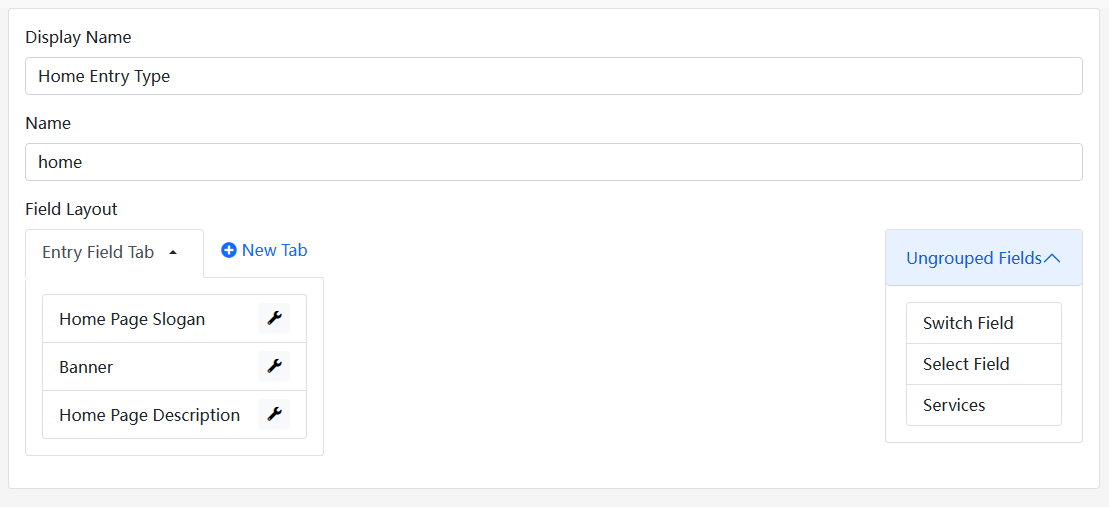 Display Name
Home Entry Type
Name
home
Field Layout
Entry Field Tab
New Tab
Home Page Slogan
Banner
Home Page Description
Ungrouped Fields
Switch Field
Select Field
Services